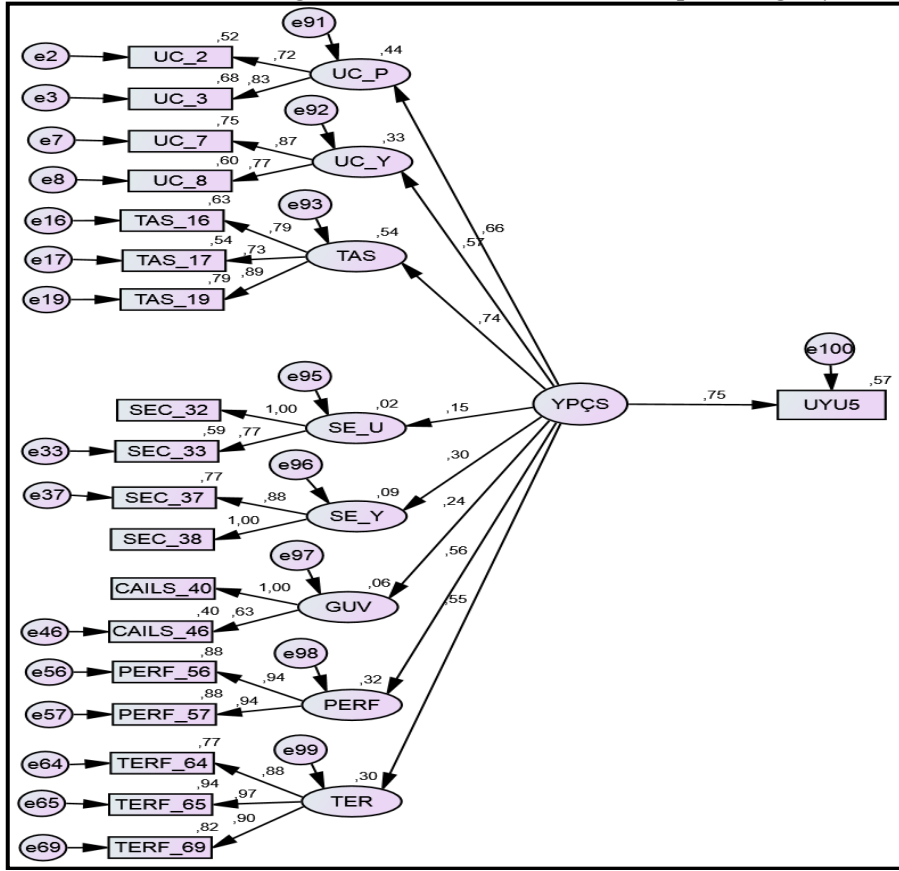 e91
,52
,44
e2
UC_2
,72
UC_P
,68
,83
e3
UC_3
e92
,75
,33
e7
UC_7
,87
UC_Y
,60
,77
e8
UC_8
,63
e93
,66
,57
e16
TAS_16
,79
,54
,54
,73
e17
TAS_17
TAS
,79
,89
e19
TAS_19
,74
e100
e95
,57
,02
YPÇS
,75
UYU5
SEC_32
1,00
,15
SE_U
,59
,77
e33
SEC_33
e96
,30
,77
,09
e37
SEC_37
,88
,24
SE_Y
SEC_38
1,00
e97
,56
,06
CAILS_40
1,00
,55
GUV
,40
,63
e46
CAILS_46
e98
,88
,32
e56
PERF_56
,94
PERF
,88
,94
e57
PERF_57
,77
e99
e64
TERF_64
,88
,30
,94
,97
TER
e65
TERF_65
,90
,82
e69
TERF_69